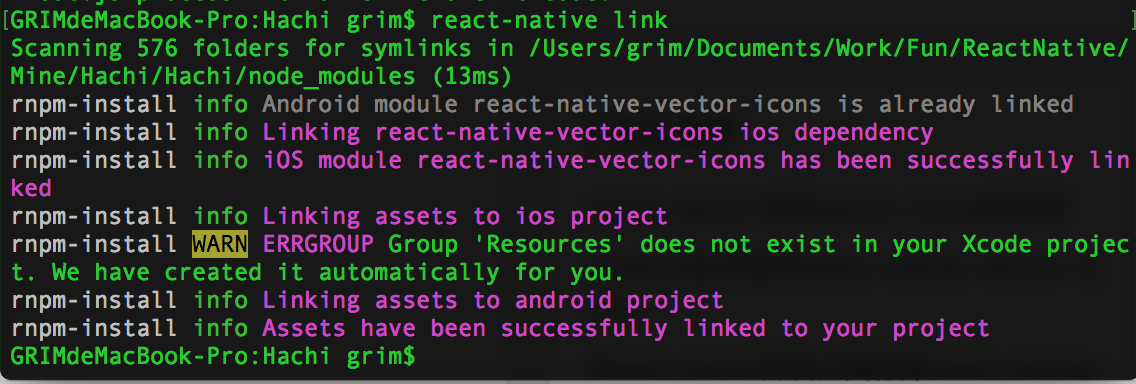 [GRIMdeMacBook-Pro:Hachi grim$ react-native link ]
Scanning 576 folders for symlinks in /Users/grim/Documents/Work/Fun/ReactNative/
Mine/Hachi/Hachi/node_modules (13ms)
rnpm-install info Android module react-native-vector-icons is already linked
rnpm-install info Linking react-native-vector-icons ios dependency
rnpm-install info iOS module react-native-vector-icons has been successfully lin
ked
rnpm-install info Linking assets to ios project
rnpm-install WARN ERRGROUP Group 'Resources' does not exist in your Xcode projec
t. We have created it automatically for you.
rnpm-install info Linking assets to android project
rnpm-install info Assets have been successfully linked to your project
GRIMdeMacBook-Pro:Hachi grim$